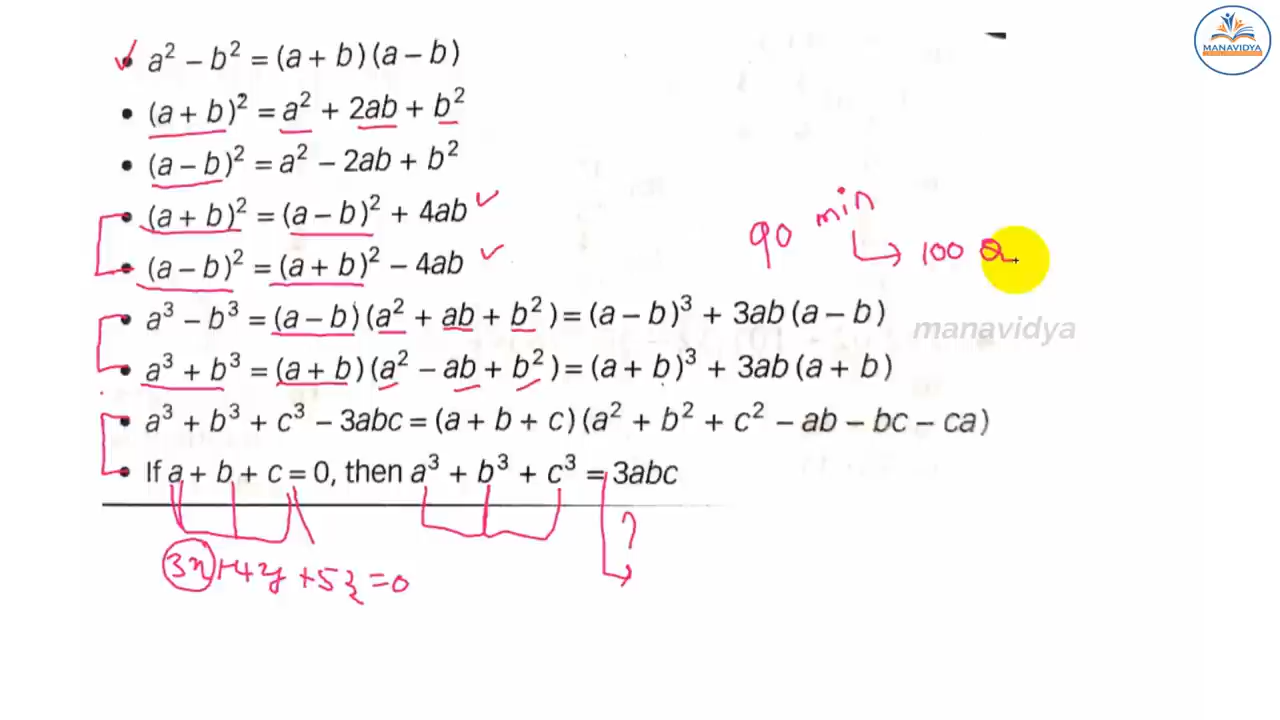 MANAVIDYA
• a² − b² = (a + b) (a − b)
• (a + b)² = a² + 2ab + b²
• (a − b)² = a² − 2ab + b²
• (a + b)² = (a − b)² + 4ab
• (a − b)² = (a + b)² − 4ab
90 min
100 Q
• a³ − b³ = (a − b) (a² + ab + b²) = (a − b)³ + 3ab (a − b)
manavidya
• a³ + b³ = (a + b) (a² − ab + b²) = (a + b)³ + 3ab (a + b)
• a³ + b³ + c³ − 3abc = (a + b + c) (a² + b² + c² − ab − bc − ca)
• If a + b + c = 0, then a³ + b³ + c³ = 3abc
?
3x+4y+5z=0